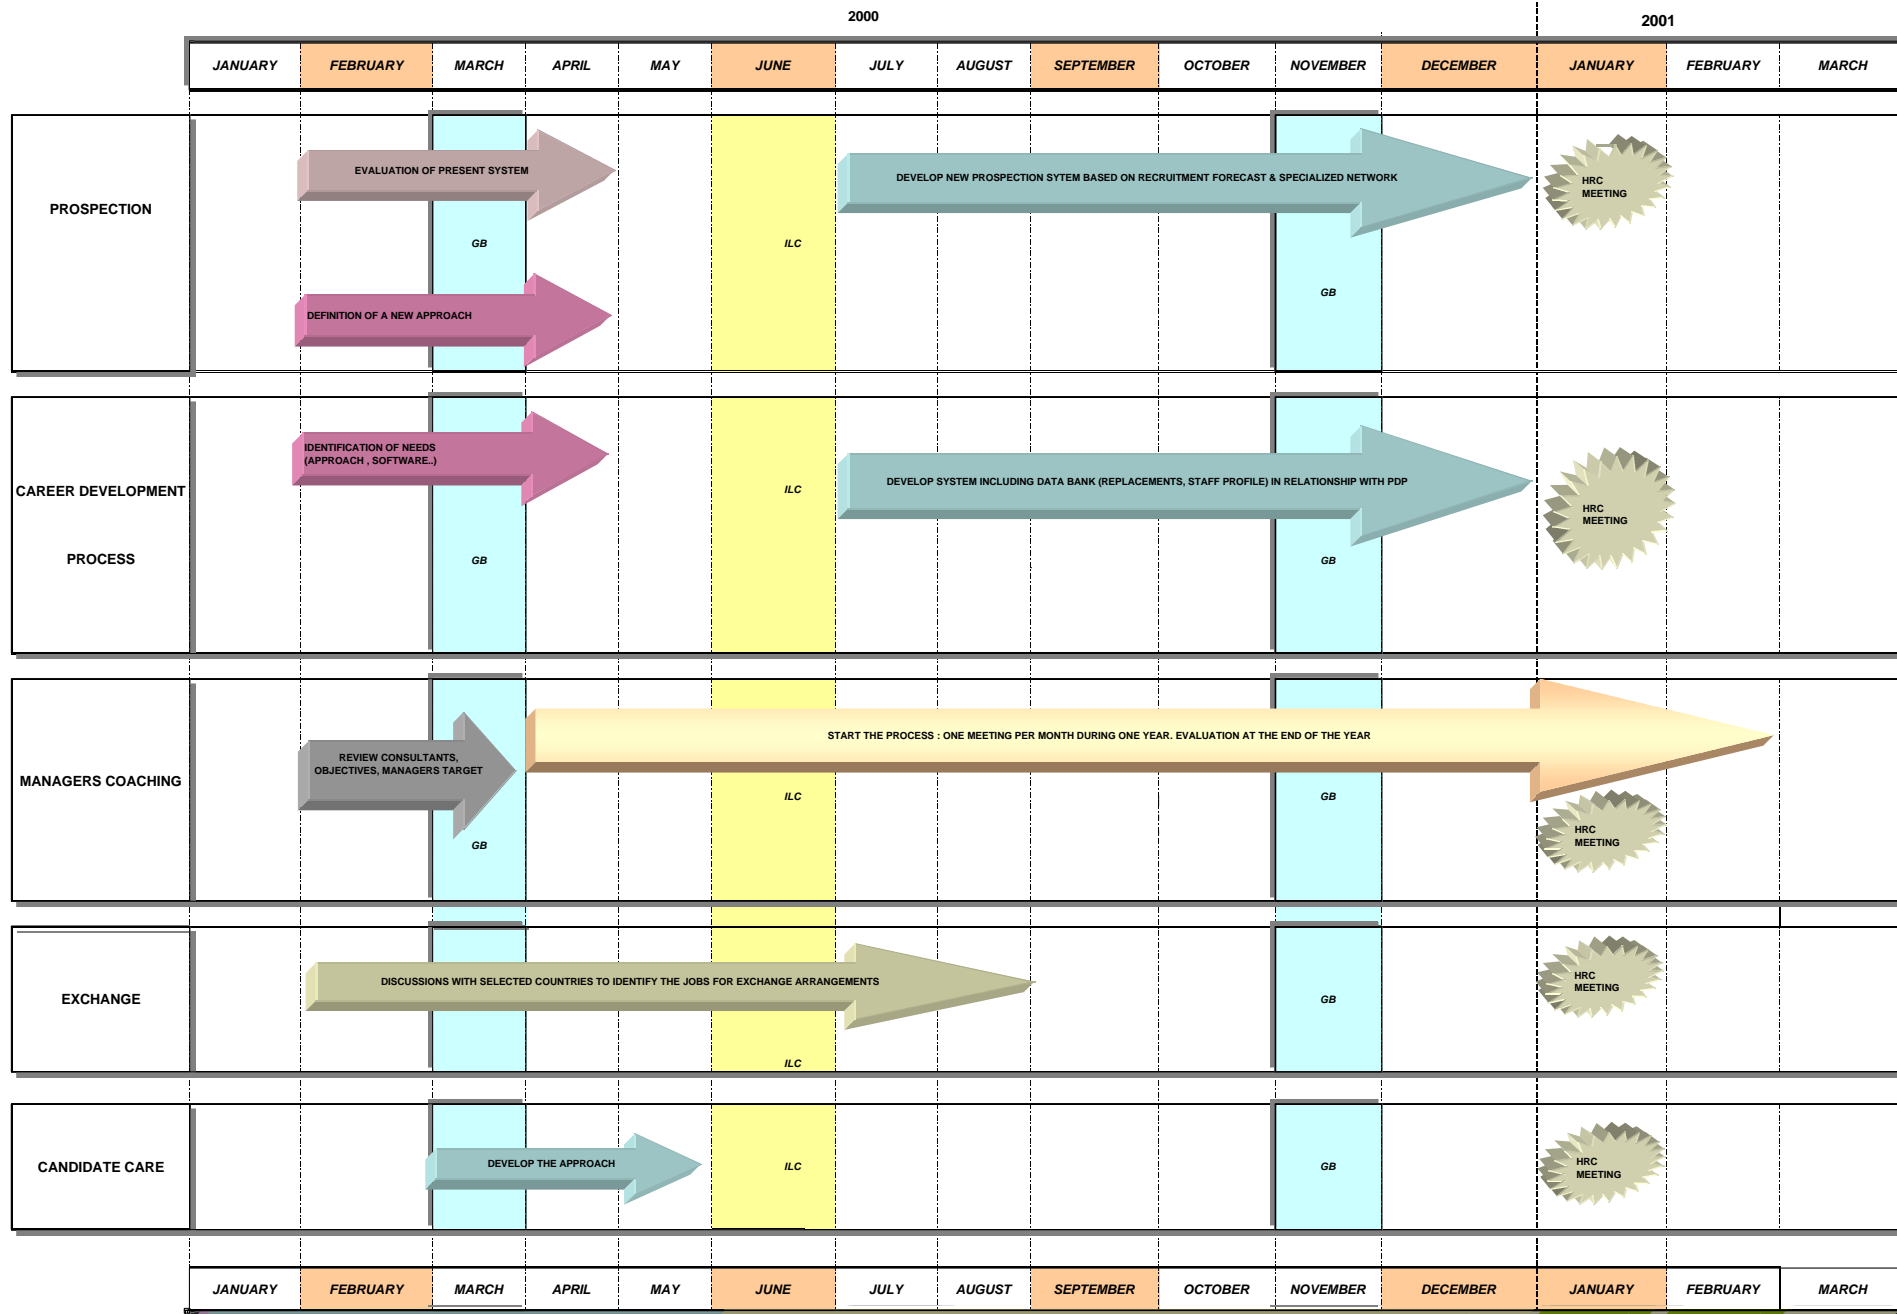 2000
2001
JANUARY FEBRUARY MARCH APRIL MAY JUNE JULY AUGUST SEPTEMBER OCTOBER NOVEMBER DECEMBER JANUARY FEBRUARY MARCH
PROSPECTION
EVALUATION OF PRESENT SYSTEM
DEVELOP NEW PROSPECTION SYTEM BASED ON RECRUITMENT FORECAST & SPECIALIZED NETWORK
HRC
MEETING
GB
ILC
GB
DEFINITION OF A NEW APPROACH
CAREER DEVELOPMENT
PROCESS
IDENTIFICATION OF NEEDS
(APPROACH , SOFTWARE..)
ILC
DEVELOP SYSTEM INCLUDING DATA BANK (REPLACEMENTS, STAFF PROFILE) IN RELATIONSHIP WITH PDP
HRC
MEETING
GB
GB
MANAGERS COACHING
REVIEW CONSULTANTS,
OBJECTIVES, MANAGERS TARGET
START THE PROCESS : ONE MEETING PER MONTH DURING ONE YEAR. EVALUATION AT THE END OF THE YEAR
ILC
GB
GB
HRC
MEETING
EXCHANGE
DISCUSSIONS WITH SELECTED COUNTRIES TO IDENTIFY THE JOBS FOR EXCHANGE ARRANGEMENTS
GB
HRC
MEETING
ILC
CANDIDATE CARE
DEVELOP THE APPROACH
ILC
GB
HRC
MEETING
JANUARY FEBRUARY MARCH APRIL MAY JUNE JULY AUGUST SEPTEMBER OCTOBER NOVEMBER DECEMBER JANUARY FEBRUARY MARCH